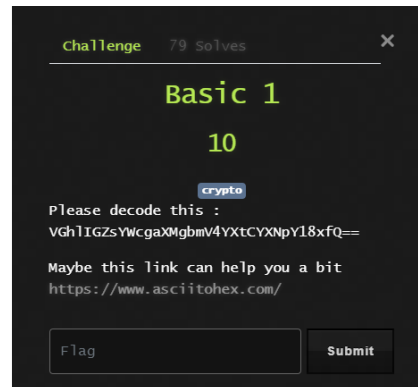 Challenge 79 Solves ×
Basic 1
10
crypto
Please decode this :
VGhlIGZsYWcgaXMgbmV4YXtCYXNpY18xfQ==
Maybe this link can help you a bit
https://www.asciitohex.com/
Flag Submit